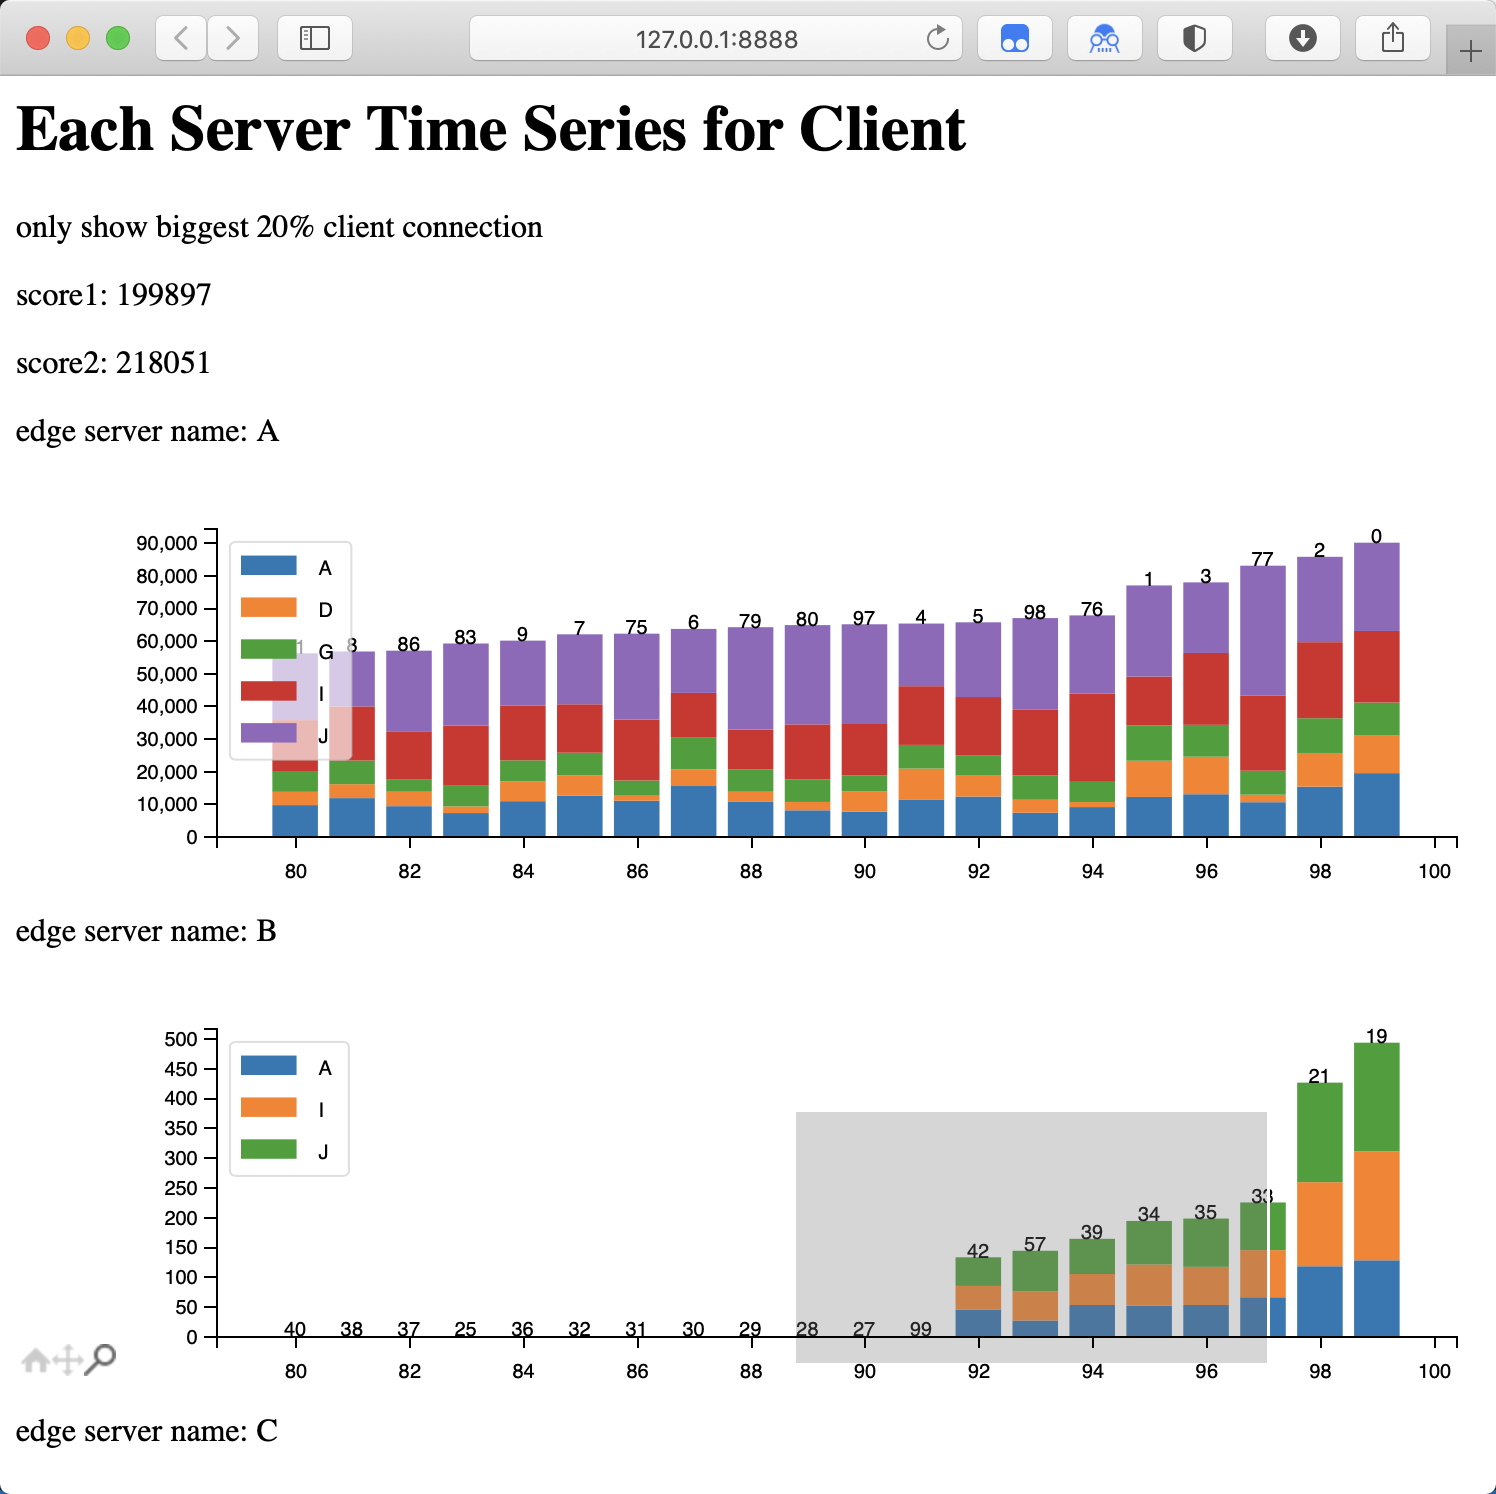 127.0.0.1:8888
Each Server Time Series for Client
only show biggest 20% client connection
score1: 199897
score2: 218051
edge server name: A
90,000
80,000
70,000
60,000
50,000
40,000
30,000
20,000
10,000
0
A
D
G
I
J
1 8 86 83 9 7 75 6 79 80 97 4 5 98 76 1 3 77 2 0
80 82 84 86 88 90 92 94 96 98 100
edge server name: B
500
450
400
350
300
250
200
150
100
50
0
A
I
J
40 38 37 25 36 32 31 30 29 28 27 99 42 57 39 34 35 33 21 19
80 82 84 86 88 90 92 94 96 98 100
edge server name: C